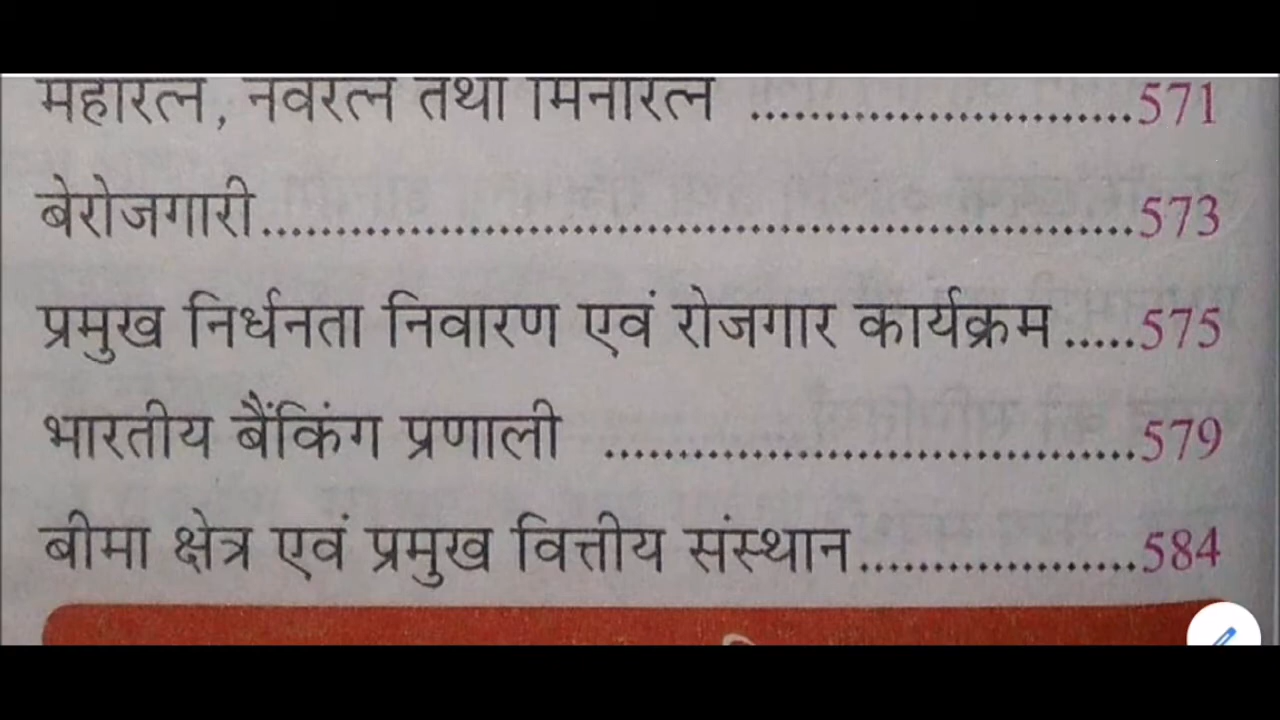 महारत्न, नवरत्न तथा मिनीरत्न ..........................571
बेरोजगारी............................................................573
प्रमुख निर्धनता निवारण एवं रोजगार कार्यक्रम .....575
भारतीय बैंकिंग प्रणाली ....................................579
बीमा क्षेत्र एवं प्रमुख वित्तीय संस्थान...................584